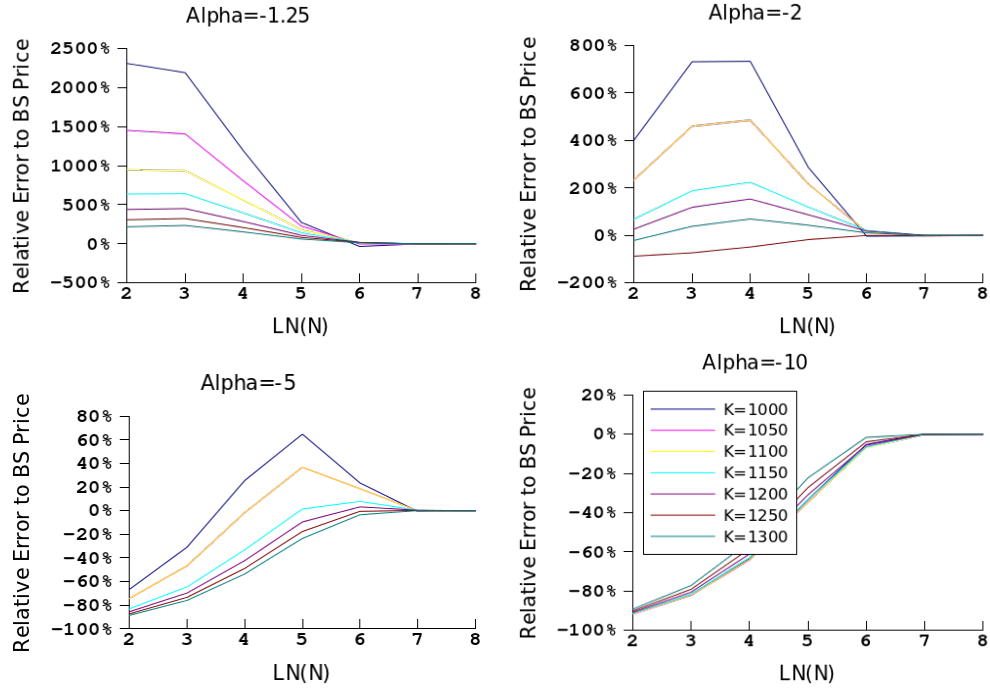 Alpha=-1.25
Relative Error to BS Price
2500%
2000%
1500%
1000%
500%
0%
−500%
2 3 4 5 6 7 8
LN(N)
Alpha=-2
Relative Error to BS Price
800%
600%
400%
200%
0%
−200%
2 3 4 5 6 7 8
LN(N)
Alpha=-5
Relative Error to BS Price
80%
60%
40%
20%
0%
−20%
−40%
−60%
−80%
−100%
2 3 4 5 6 7 8
LN(N)
Alpha=-10
Relative Error to BS Price
20%
0%
−20%
−40%
−60%
−80%
−100%
K=1000
K=1050
K=1100
K=1150
K=1200
K=1250
K=1300
2 3 4 5 6 7 8
LN(N)